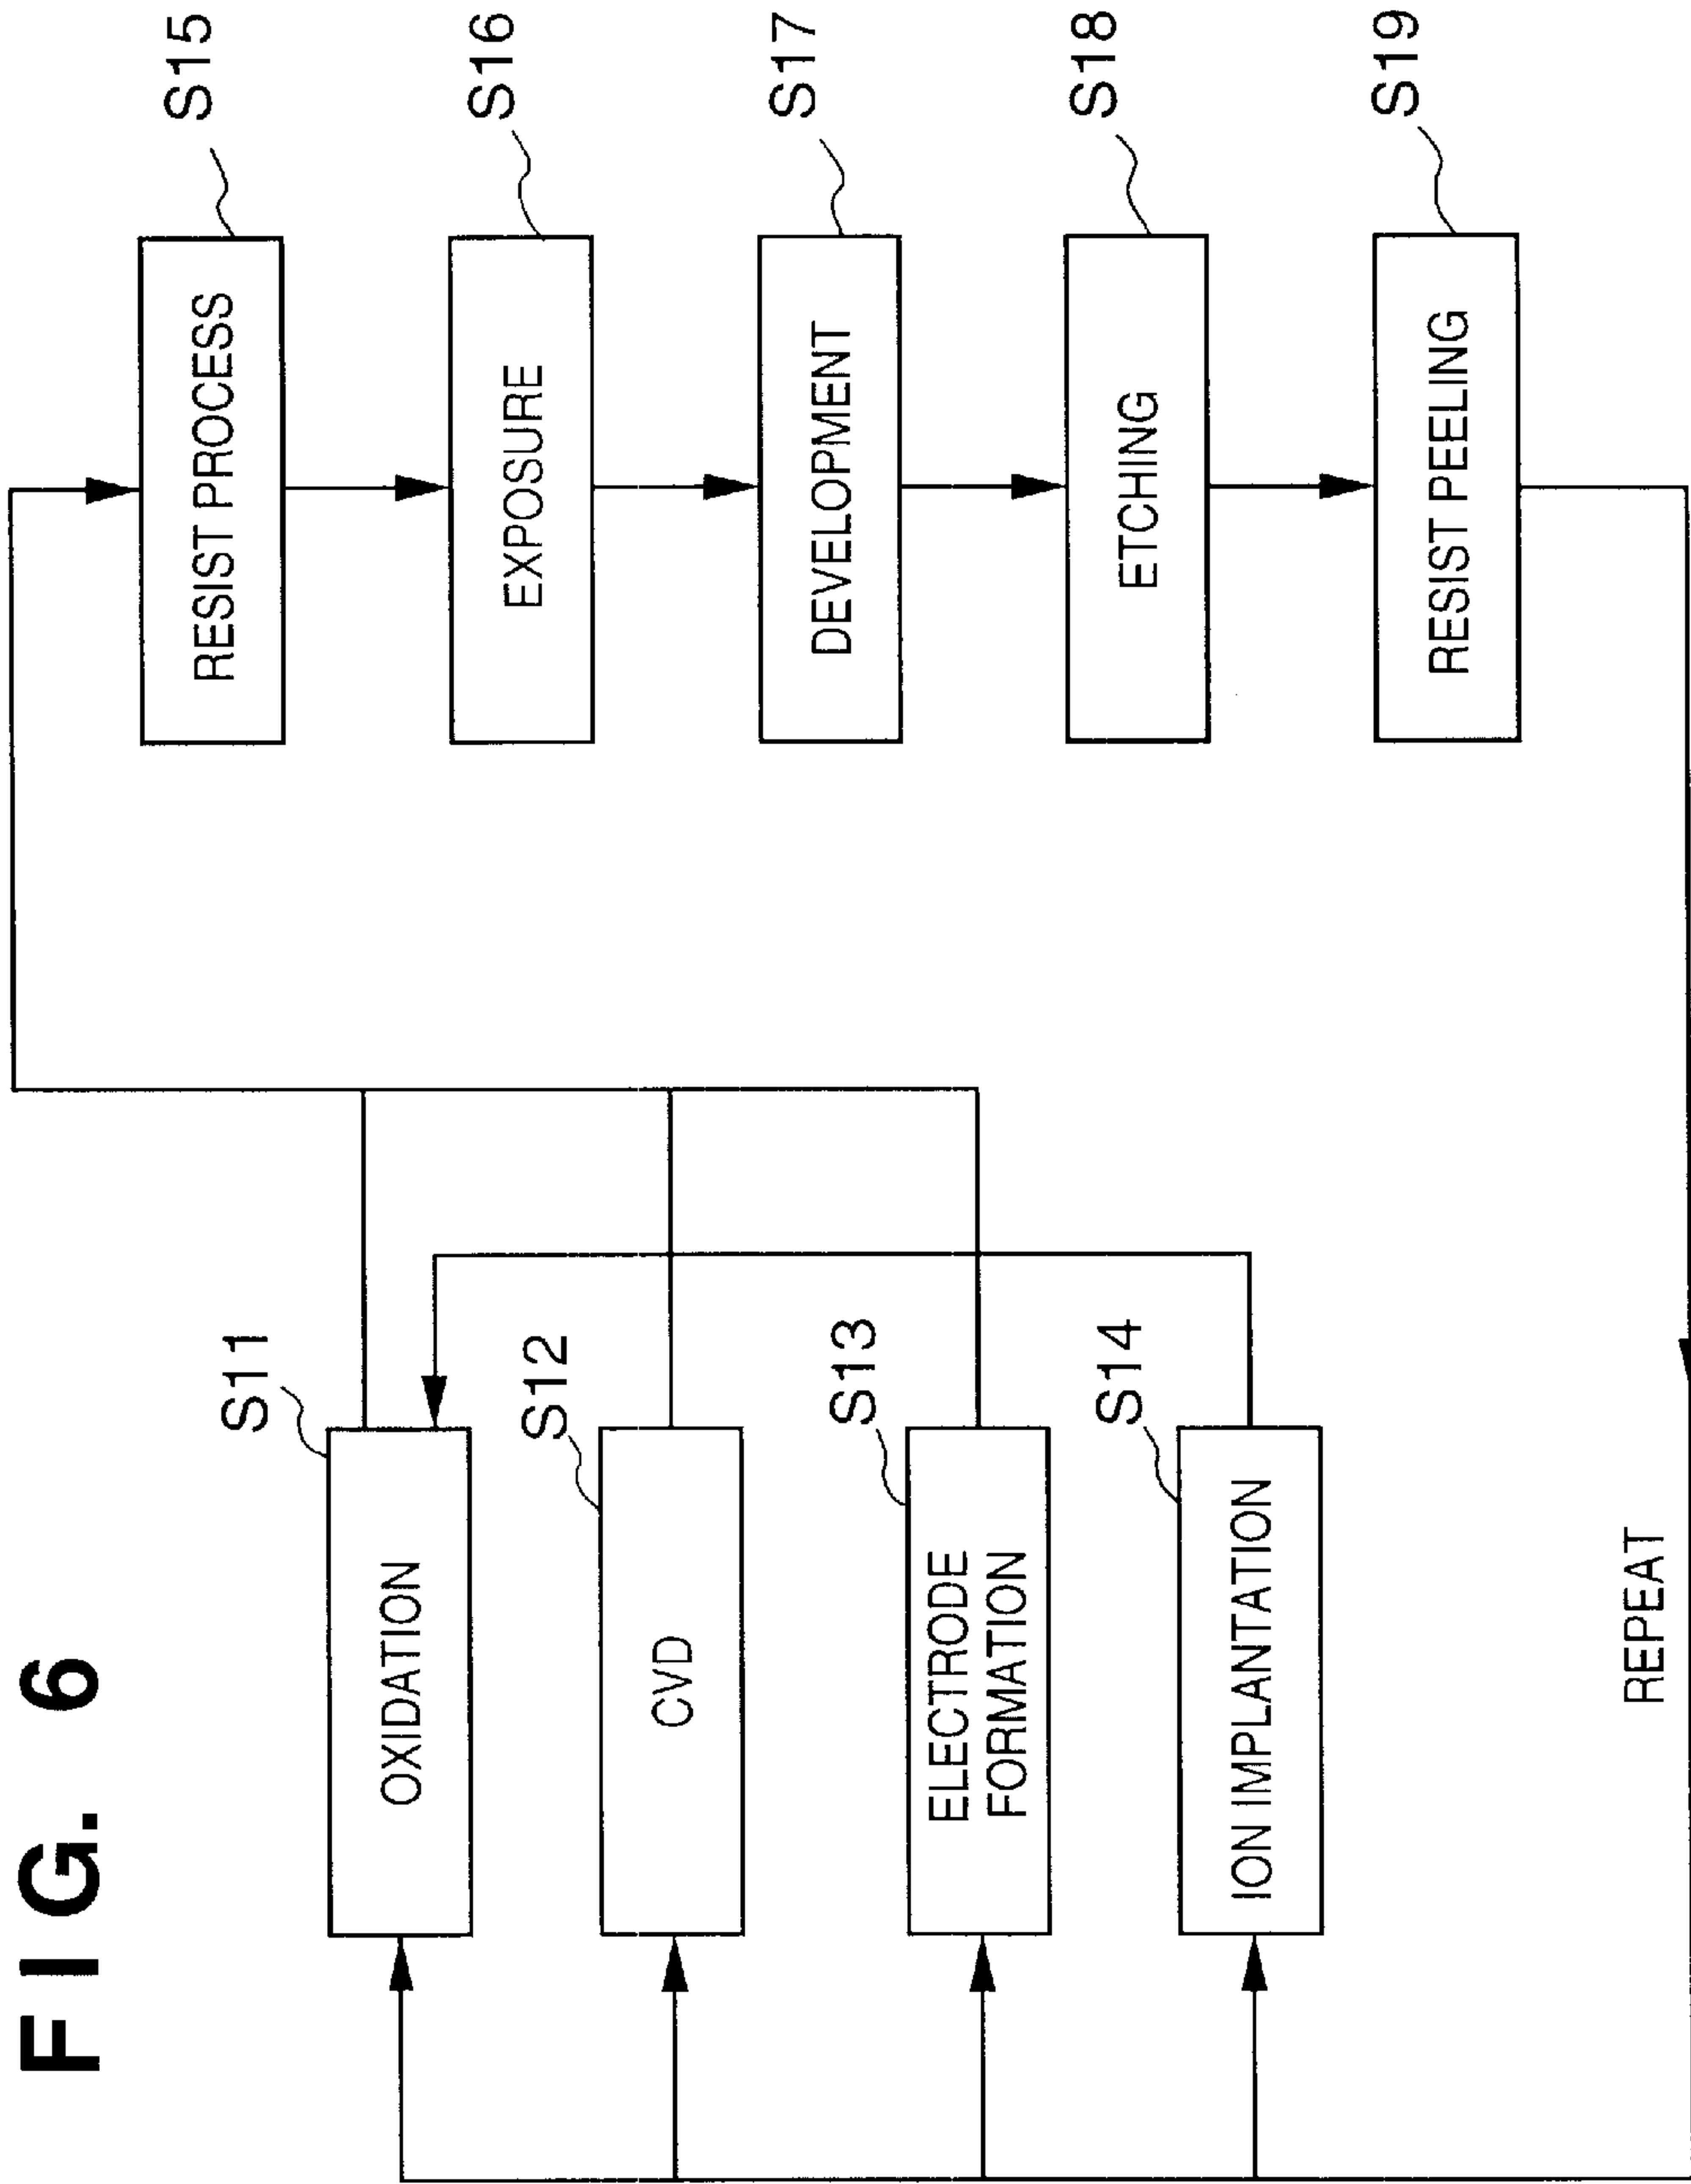 FIG. 6
S11
OXIDATION
S12
CVD
S13
ELECTRODE
FORMATION
S14
ION IMPLANTATION
REPEAT
S15
RESIST PROCESS
S16
EXPOSURE
S17
DEVELOPMENT
S18
ETCHING
S19
RESIST PEELING